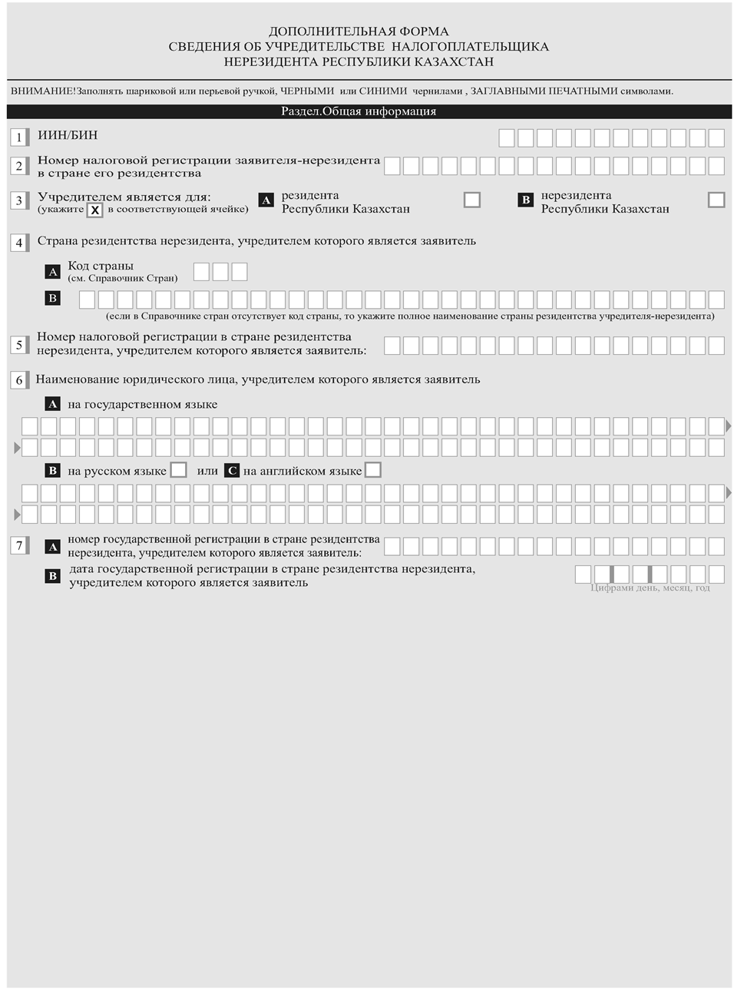 ДОПОЛНИТЕЛЬНАЯ ФОРМА
СВЕДЕНИЯ ОБ УЧРЕДИТЕЛЬСТВЕ НАЛОГОПЛАТЕЛЬЩИКА
НЕРЕЗИДЕНТА РЕСПУБЛИКИ КАЗАХСТАН
ВНИМАНИЕ!Заполнять шариковой или перьевой ручкой, ЧЕРНЫМИ или СИНИМИ чернилами , ЗАГЛАВНЫМИ ПЕЧАТНЫМИ символами.
Раздел.Общая информация
1 ИИН/БИН
2 Номер налоговой регистрации заявителя-нерезидента
в стране его резидентства
3 Учредителем является для: A резидента B нерезидента
(укажите X в соответствующей ячейке) Республики Казахстан Республики Казахстан
4 Страна резидентства нерезидента, учредителем которого является заявитель
A Код страны
(см. Справочник Стран)
B
(если в Справочнике стран отсутствует код страны, то укажите полное наименование страны резидентства учредителя-нерезидента)
5 Номер налоговой регистрации в стране резидентства
нерезидента, учредителем которого является заявитель:
6 Наименование юридического лица, учредителем которого является заявитель
A на государственном языке
B на русском языке или C на английском языке
7 A номер государственной регистрации в стране резидентства
нерезидента, учредителем которого является заявитель:
B дата государственной регистрации в стране резидентства нерезидента,
учредителем которого является заявитель
Цифрами день, месяц, год